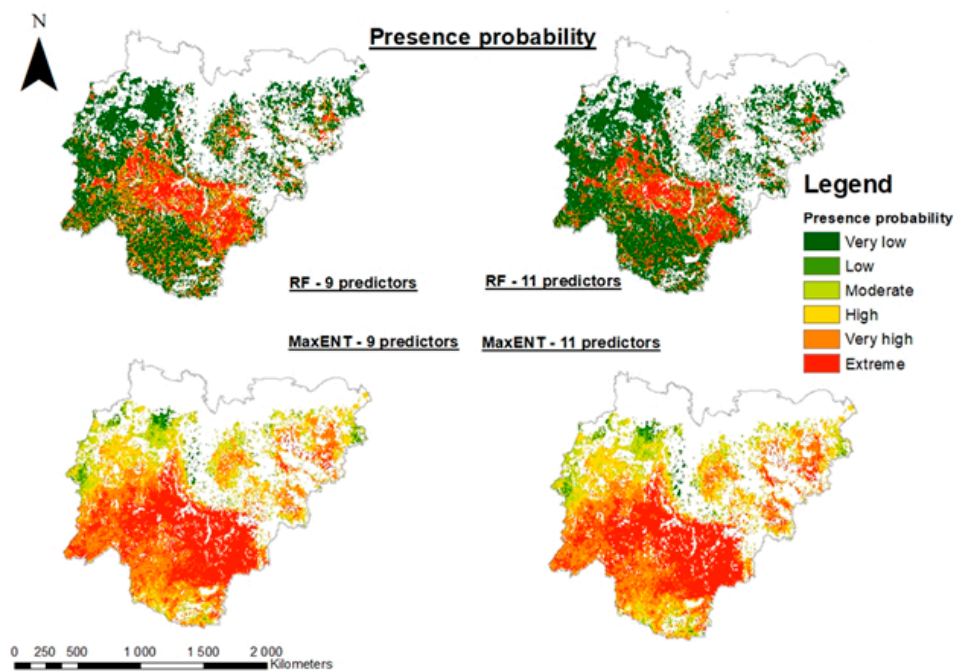 N
Presence probability
RF - 9 predictors
RF - 11 predictors
Legend
Presence probability
Very low
Low
Moderate
High
Very high
Extreme
MaxENT - 9 predictors
MaxENT - 11 predictors
0 250 500 1 000 1 500 2 000
Kilometers